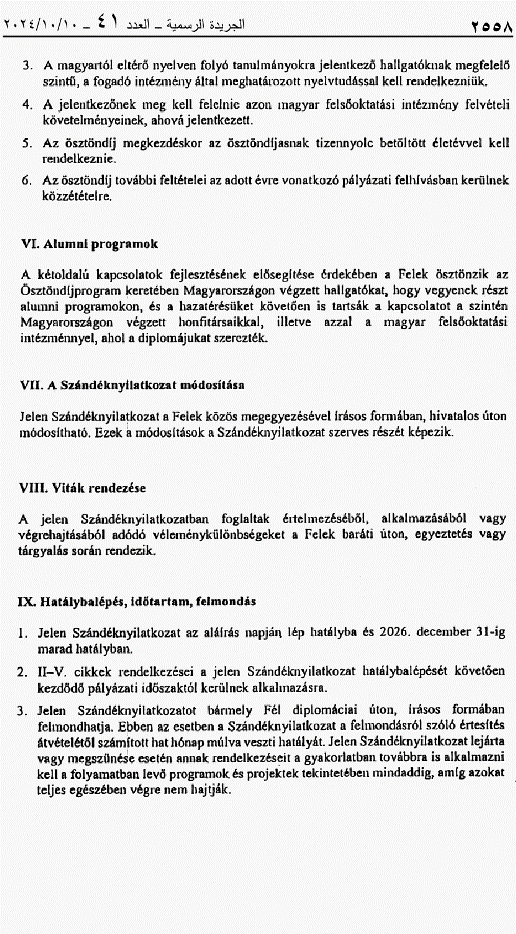 ٢٥٥٨ الجريدة الرسمية – العدد ٤١ – ٢٠٢٤/١٠/١٠
3. A magyartól eltérő nyelven folyó tanulmányokra jelentkező hallgatóknak megfelelő
szintű, a fogadó intézmény által meghatározott nyelvtudással kell rendelkezniük.
4. A jelentkezőnek meg kell felelnie azon magyar felsőoktatási intézmény felvételi
követelményeinek, ahová jelentkezett.
5. Az ösztöndíj megkezdéskor az ösztöndíjasnak tizennyolc betöltött életévvel kell
rendelkeznie.
6. Az ösztöndíj további feltételei az adott évre vonatkozó pályázati felhívásban kerülnek
közzétételre.
VI. Alumni programok
A kétoldalú kapcsolatok fejlesztésének elősegítése érdekében a Felek ösztönzik az
Ösztöndíjprogram keretében Magyarországon végzett hallgatókat, hogy vegyenek részt
alumni programokon, és a hazatérésüket követően is tartsák a kapcsolatot a szintén
Magyarországon végzett honfitársaikkal, illetve azzal a magyar felsőoktatási
intézménnyel, ahol a diplomájukat szerezték.
VII. A Szándéknyilatkozat módosítása
Jelen Szándéknyilatkozat a Felek közös megegyezésével írásos formában, hivatalos úton
módosítható. Ezek a módosítások a Szándéknyilatkozat szerves részét képezik.
VIII. Viták rendezése
A jelen Szándéknyilatkozatban foglaltak értelmezéséből, alkalmazásából vagy
végrehajtásából adódó véleménykülönbségeket a Felek baráti úton, egyeztetés vagy
tárgyalás során rendezik.
IX. Hatálybalépés, időtartam, felmondás
1. Jelen Szándéknyilatkozat az aláírás napján lép hatályba és 2026. december 31-ig
marad hatályban.
2. II–V. cikkek rendelkezései a jelen Szándéknyilatkozat hatálybalépését követően
kezdődő pályázati időszaktól kerülnek alkalmazásra.
3. Jelen Szándéknyilatkozatot bármely Fél diplomáciai úton, írásos formában
felmondhatja. Ebben az esetben a Szándéknyilatkozat a felmondásról szóló értesítés
átvételétől számított hat hónap múlva veszti hatályát. Jelen Szándéknyilatkozat lejárta
vagy megszűnése esetén annak rendelkezéseit a gyakorlatban továbbra is alkalmazni
kell a folyamatban levő programok és projektek tekintetében mindaddig, amíg azokat
teljes egészében végre nem hajtják.